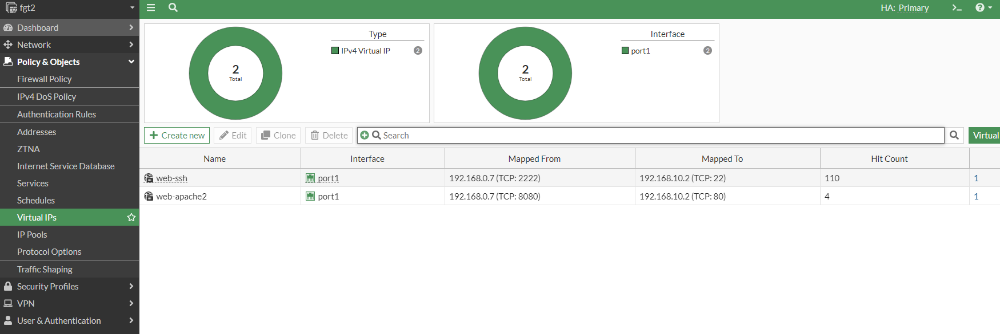 fgt2
HA: Primary
Dashboard
Network
Policy & Objects
Firewall Policy
IPv4 DoS Policy
Authentication Rules
Addresses
ZTNA
Internet Service Database
Services
Schedules
Virtual IPs
IP Pools
Protocol Options
Traffic Shaping
Security Profiles
VPN
User & Authentication
2
Total
Type
IPv4 Virtual IP 2
2
Total
Interface
port1 2
Create new Edit Clone Delete Search Virtual
Name Interface Mapped From Mapped To Hit Count
web-ssh port1 192.168.0.7 (TCP: 2222) 192.168.10.2 (TCP: 22) 110 1
web-apache2 port1 192.168.0.7 (TCP: 8080) 192.168.10.2 (TCP: 80) 4 1